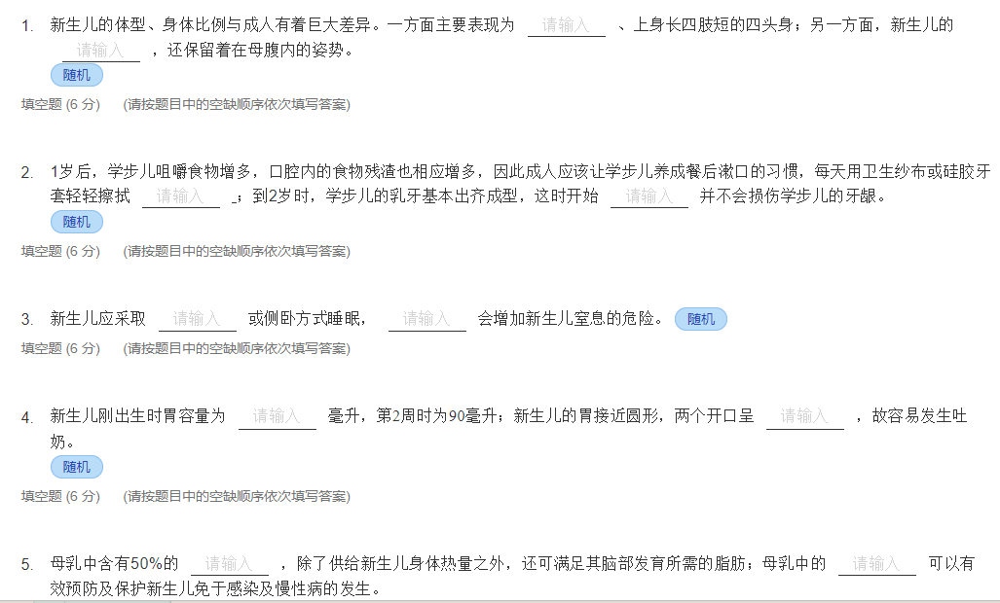 1. 新生儿的体型、身体比例与成人有着巨大差异。一方面主要表现为 请输入 、上身长四肢短的四头身；另一方面，新生儿的
请输入 ，还保留着在母腹内的姿势。
随机
填空题 (6 分) (请按题目中的空缺顺序依次填写答案)
2. 1岁后，学步儿咀嚼食物增多，口腔内的食物残渣也相应增多，因此成人应该让学步儿养成餐后漱口的习惯，每天用卫生纱布或硅胶牙
套轻轻擦拭 请输入 _；到2岁时，学步儿的乳牙基本出齐成型，这时开始 请输入 并不会损伤学步儿的牙龈。
随机
填空题 (6 分) (请按题目中的空缺顺序依次填写答案)
3. 新生儿应采取 请输入 或侧卧方式睡眠， 请输入 会增加新生儿窒息的危险。 随机
填空题 (6 分) (请按题目中的空缺顺序依次填写答案)
4. 新生儿刚出生时胃容量为 请输入 毫升，第2周时为90毫升；新生儿的胃接近圆形，两个开口呈 请输入 ，故容易发生吐
奶。
随机
填空题 (6 分) (请按题目中的空缺顺序依次填写答案)
5. 母乳中含有50%的 请输入 ，除了供给新生儿身体热量之外，还可满足其脑部发育所需的脂肪；母乳中的 请输入 可以有
效预防及保护新生儿免于感染及慢性病的发生。